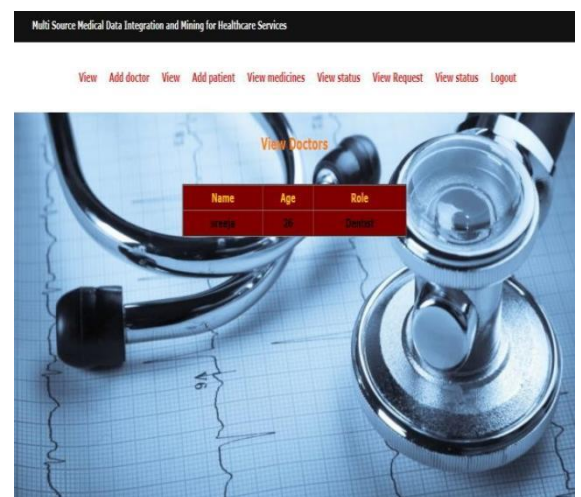 Multi Source Medical Data Integration and Mining for Healthcare Services
View Add doctor View Add patient View medicines View status View Request View status Logout
View Doctors
Name Age Role
26 Dentist
V6